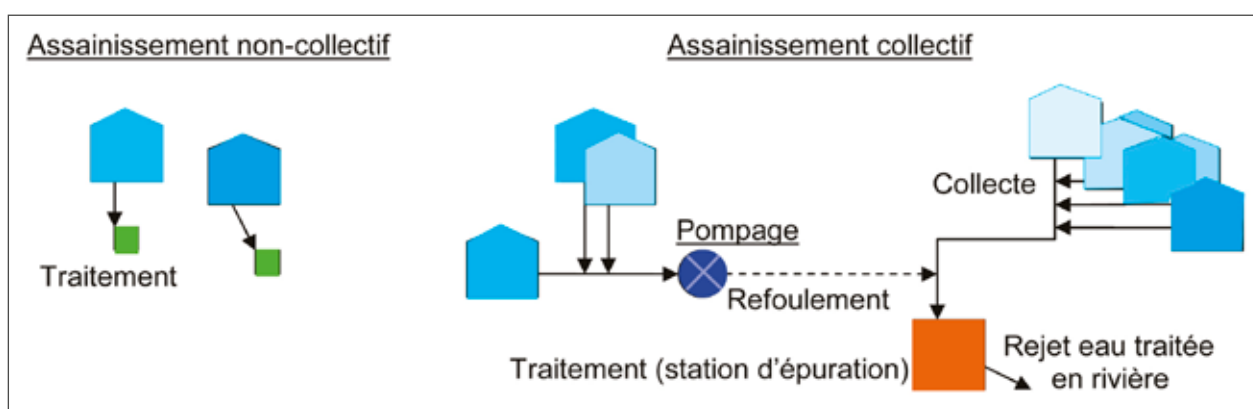 Assainissement non-collectif
Assainissement collectif
Traitement
Collecte
Pompage
Refoulement
Traitement (station d'épuration)
Rejet eau traitée
en rivière